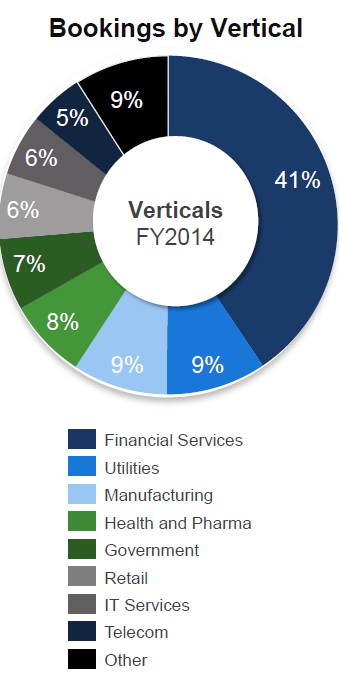 Bookings by Vertical
9%
5%
41%
6%
Verticals
6%
FY2014
7%
8%
9%
9%
Financial Services
Utilities
Manufacturing
Health and Pharma
Government
Retail
IT Services
Telecom
Other